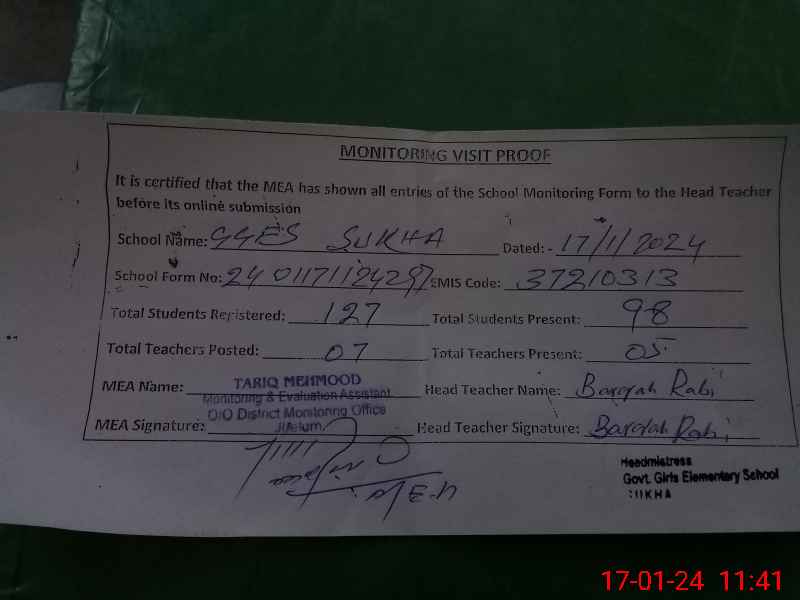 MONITORING VISIT PROOF
It is certified that the MEA has shown all entries of the School Monitoring Form to the Head Teacher
before its online submission
School Name: GGES SUKHA Dated: - 17/1/2024
School Form No: EMIS Code: 37210313
Total Students Registered: 127 Total Students Present: 98
Total Teachers Posted: 07 Total Teachers Present: 05
MEA Name: TARIQ MEHMOOD Head Teacher Name: Barqah Rabi
Monitoring & Evaluation Assistant
O/O District Monitoring Office
MEA Signature: Jhelum Head Teacher Signature: Barqah Rabi
Headmistress
Govt. Girls Elementary School
SUKHA
17-01-24 11:41